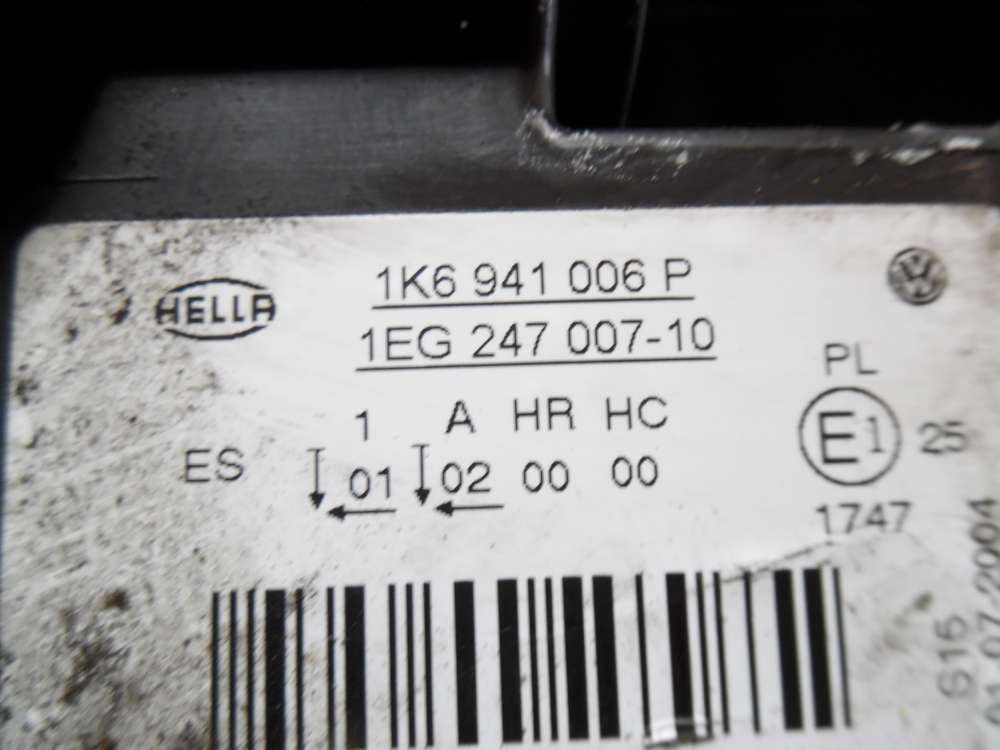 HELLA
1K6 941 006 P
1EG 247 007-10
PL
1 A HR HC
ES 01 02 00 00
E1 25
1747
616
01.07.2004